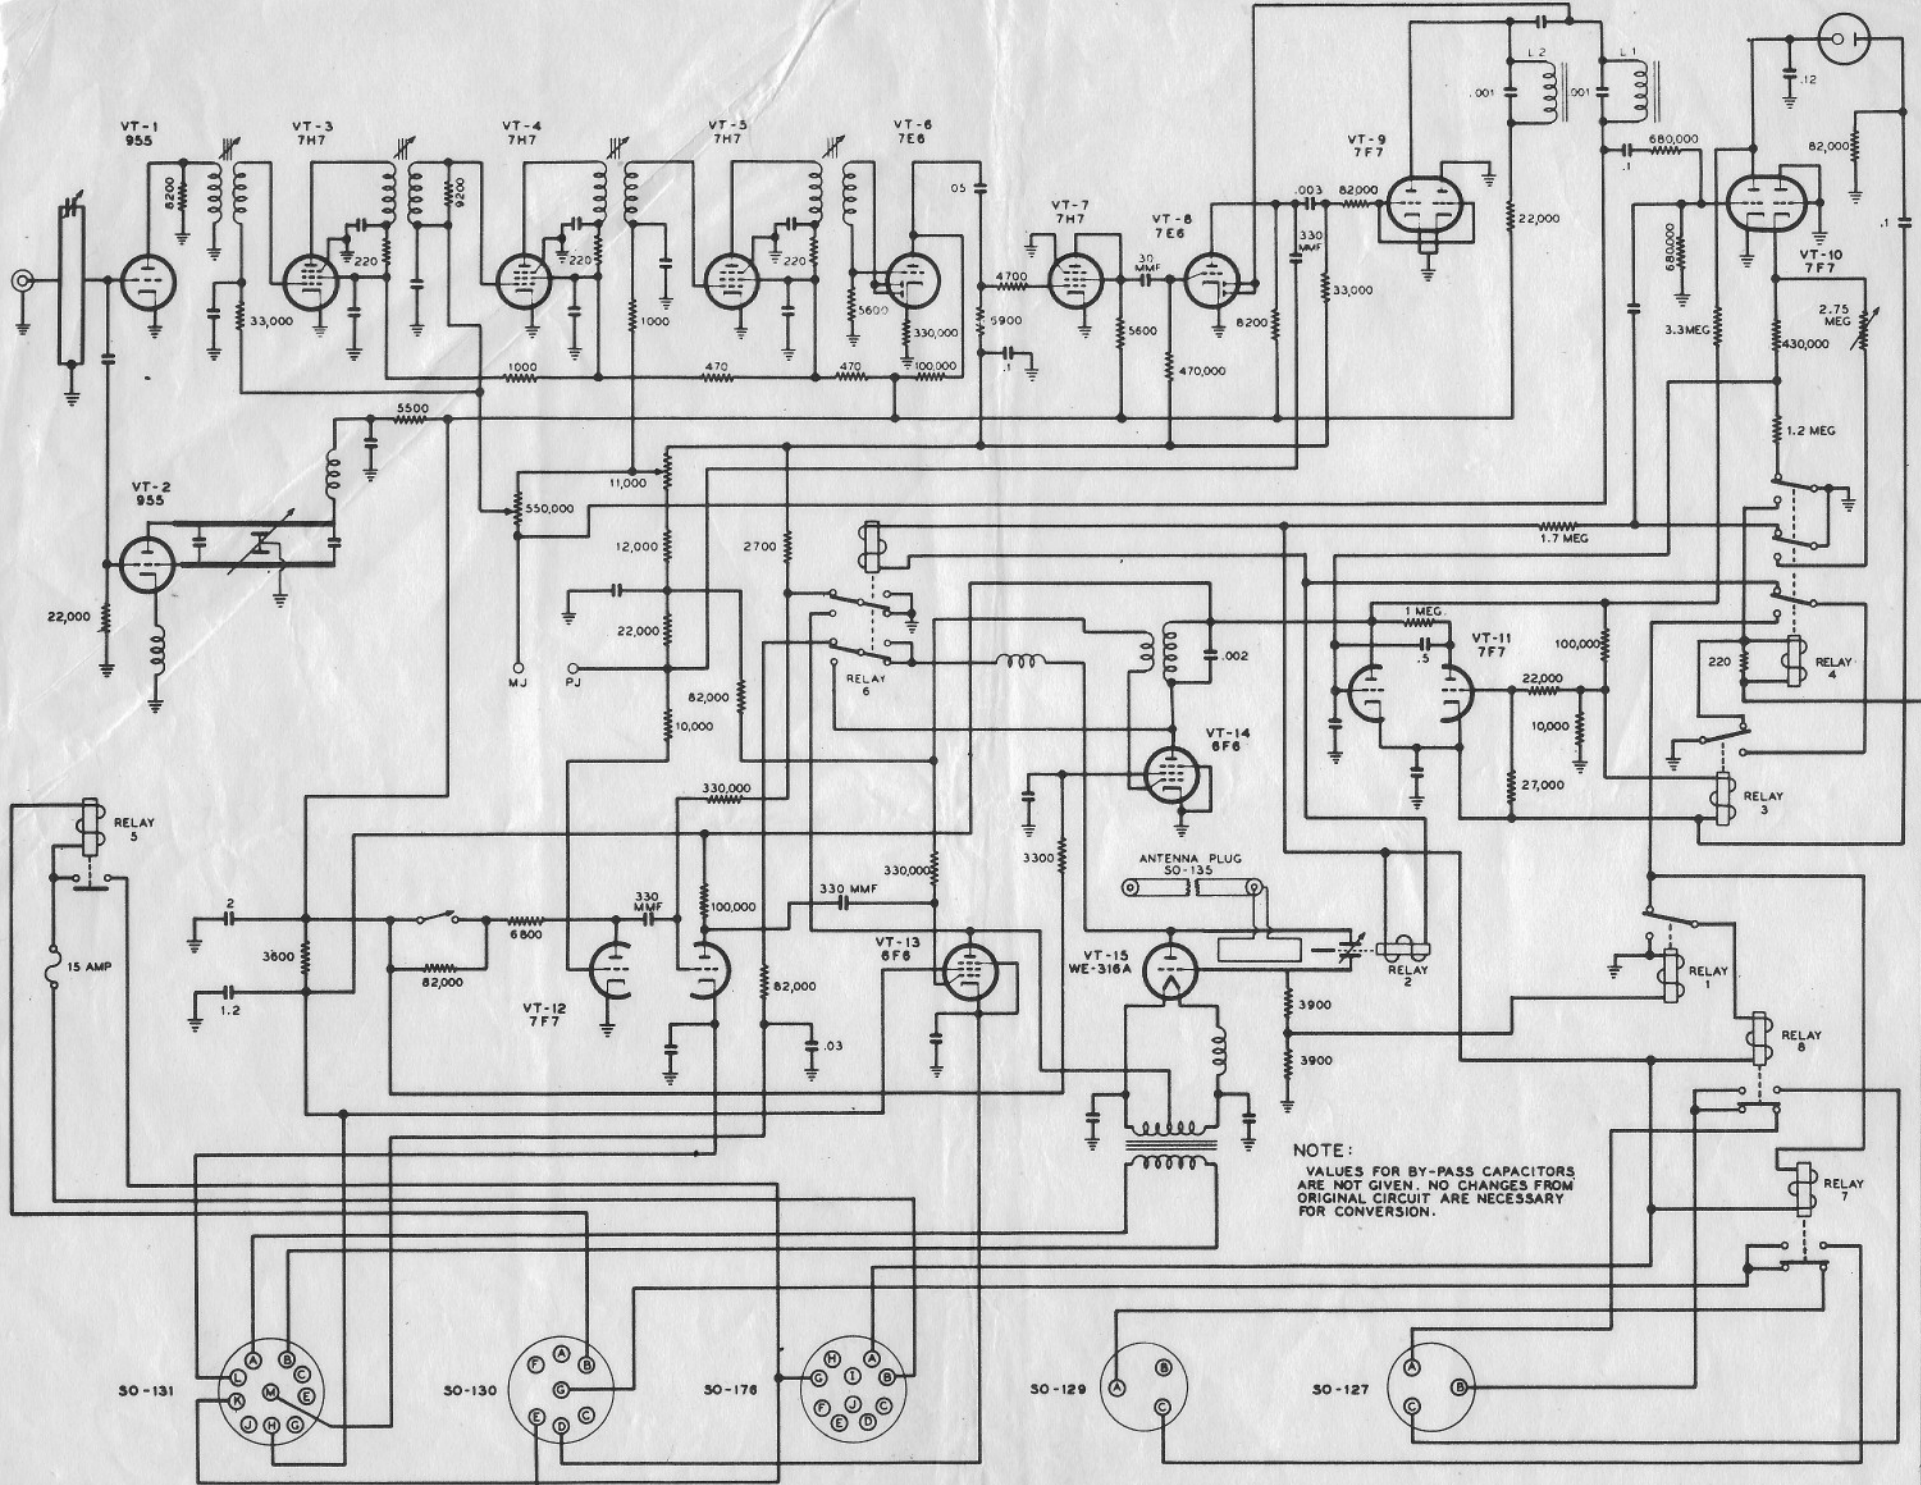 VT-1
955
VT-3
7H7
VT-4
7H7
VT-5
7H7
VT-6
7E6
VT-7
7H7
VT-8
7E6
VT-9
7F7
L 2
L 1
.001
.001
.12
680,000
.1
82,000
8200
9200
220
220
220
33,000
1000
5600
330,000
05
4700
5900
.1
30
MMF
5600
470,000
8200
.003
330
MMF
82,000
33,000
22,000
680,000
3.3MEG
VT-10
7F7
2.75
MEG
430,000
.1
1000
470
470
100,000
5500
1.2 MEG
VT-2
955
11,000
550,000
12,000
2700
1.7 MEG
22,000
22,000
MJ
PJ
82,000
10,000
RELAY
6
.002
1 MEG.
.5
VT-11
7F7
100,000
22,000
10,000
27,000
220
RELAY
4
RELAY
3
VT-14
6F6
RELAY
5
330,000
3300
ANTENNA PLUG
SO-135
2
330
MMF
100,000
330,000
330 MMF
6800
3600
15 AMP
82,000
1.2
VT-12
7F7
82,000
.03
VT-13
6F6
VT-15
WE-316A
RELAY
2
3900
3900
RELAY
1
RELAY
8
NOTE:
VALUES FOR BY-PASS CAPACITORS
ARE NOT GIVEN. NO CHANGES FROM
ORIGINAL CIRCUIT ARE NECESSARY
FOR CONVERSION.
RELAY
7
SO-131
A
B
C
E
G
H
J
K
L
M
SO-130
A
B
C
D
E
F
G
SO-176
A
B
C
D
E
F
G
H
I
J
SO-129
A
B
C
SO-127
A
B
C